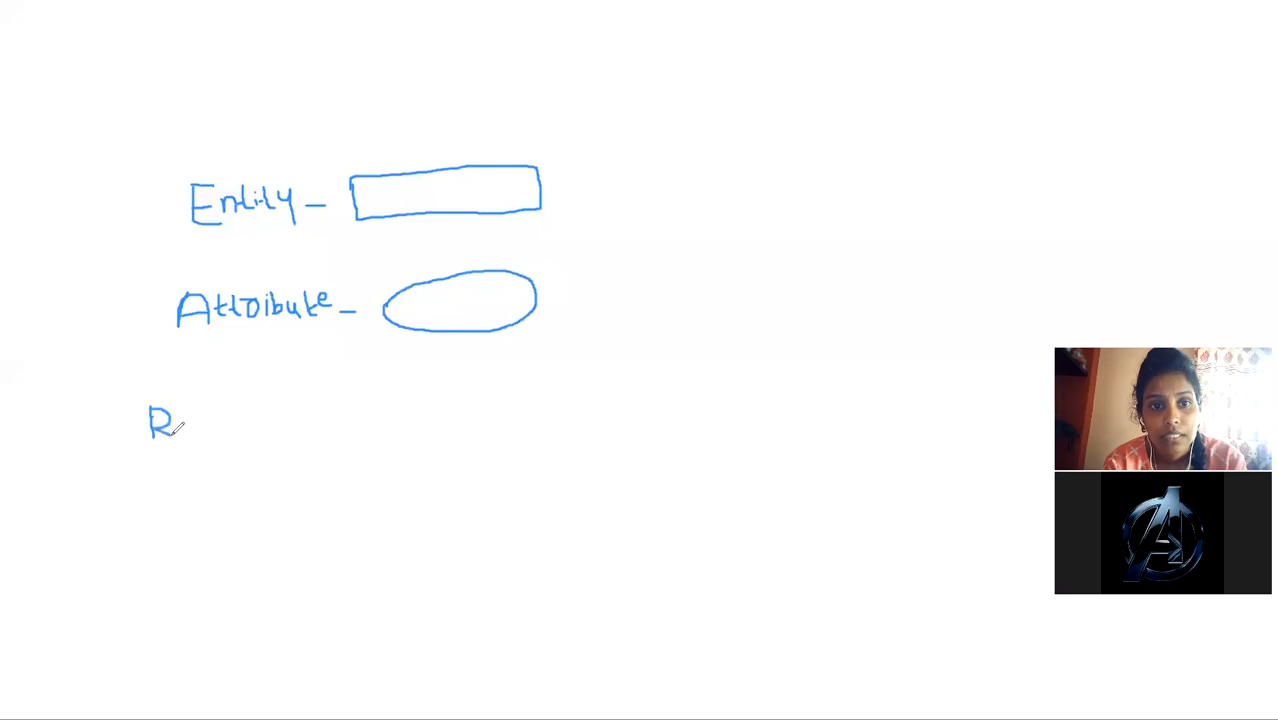 Entity –
Attribute –
R